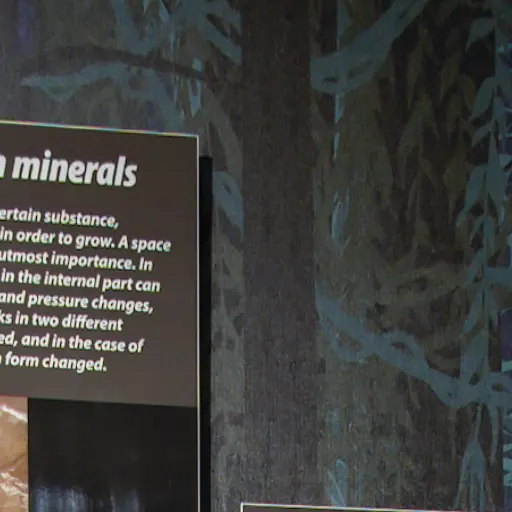 minerals
ertain substance,
in order to grow. A space
utmost importance. In
in the internal part can
and pressure changes,
ks in two different
ed, and in the case of
form changed.